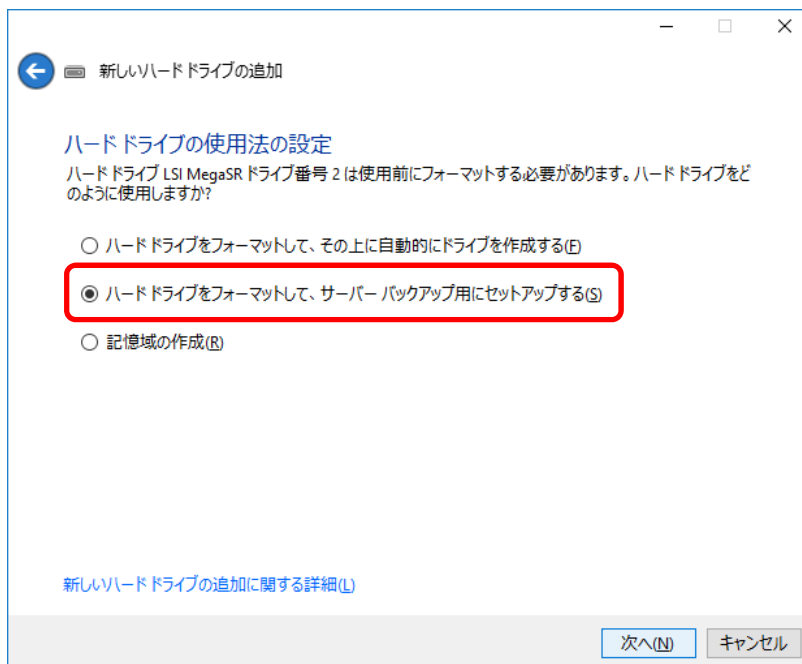 新しいハード ドライブの追加
ハード ドライブの使用法の設定
ハード ドライブ LSI MegaSR ドライブ番号 2 は使用前にフォーマットする必要があります。ハード ドライブをど
のように使用しますか?
ハード ドライブをフォーマットして、その上に自動的にドライブを作成する(F)
ハード ドライブをフォーマットして、サーバー バックアップ用にセットアップする(S)
記憶域の作成(R)
新しいハード ドライブの追加に関する詳細(L)
次へ(N) キャンセル